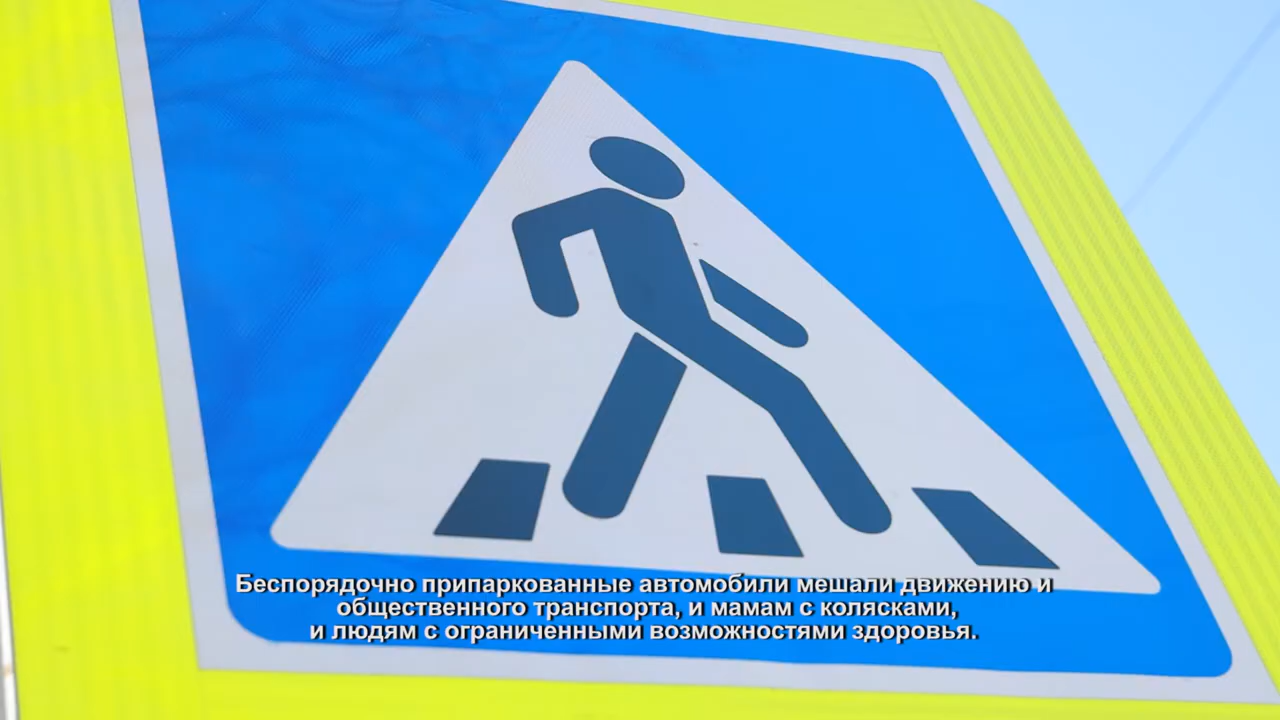 Беспорядочно припаркованные автомобили мешали движению и
общественного транспорта, и мамам с колясками,
и людям с ограниченными возможностями здоровья.